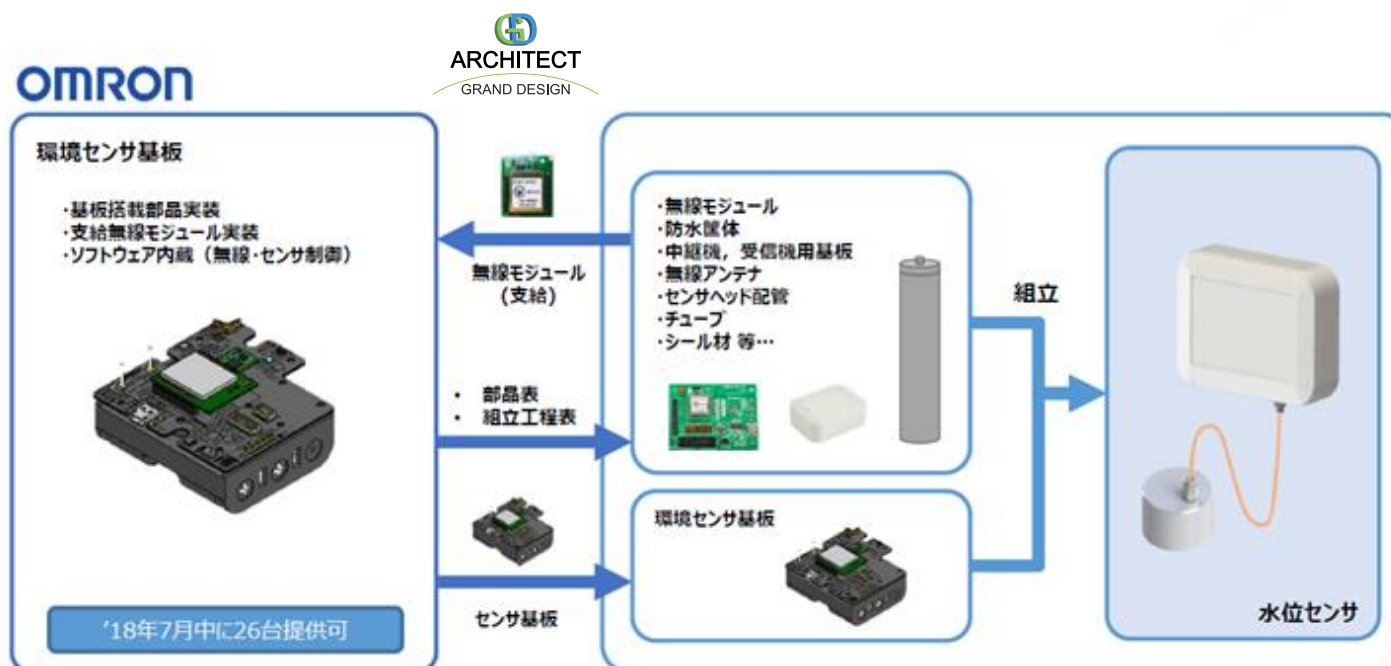 ARCHITECT
GRAND DESIGN
OMRON
環境センサ基板
・基板搭載部品実装
・支給無線モジュール実装
・ソフトウェア内蔵（無線・センサ制御）
'18年7月中に26台提供可
無線モジュール
(支給)
・ 部品表
・ 組立工程表
センサ基板
・無線モジュール
・防水筐体
・中継機，受信機用基板
・無線アンテナ
・センサヘッド配管
・チューブ
・シール材 等…
環境センサ基板
組立
水位センサ